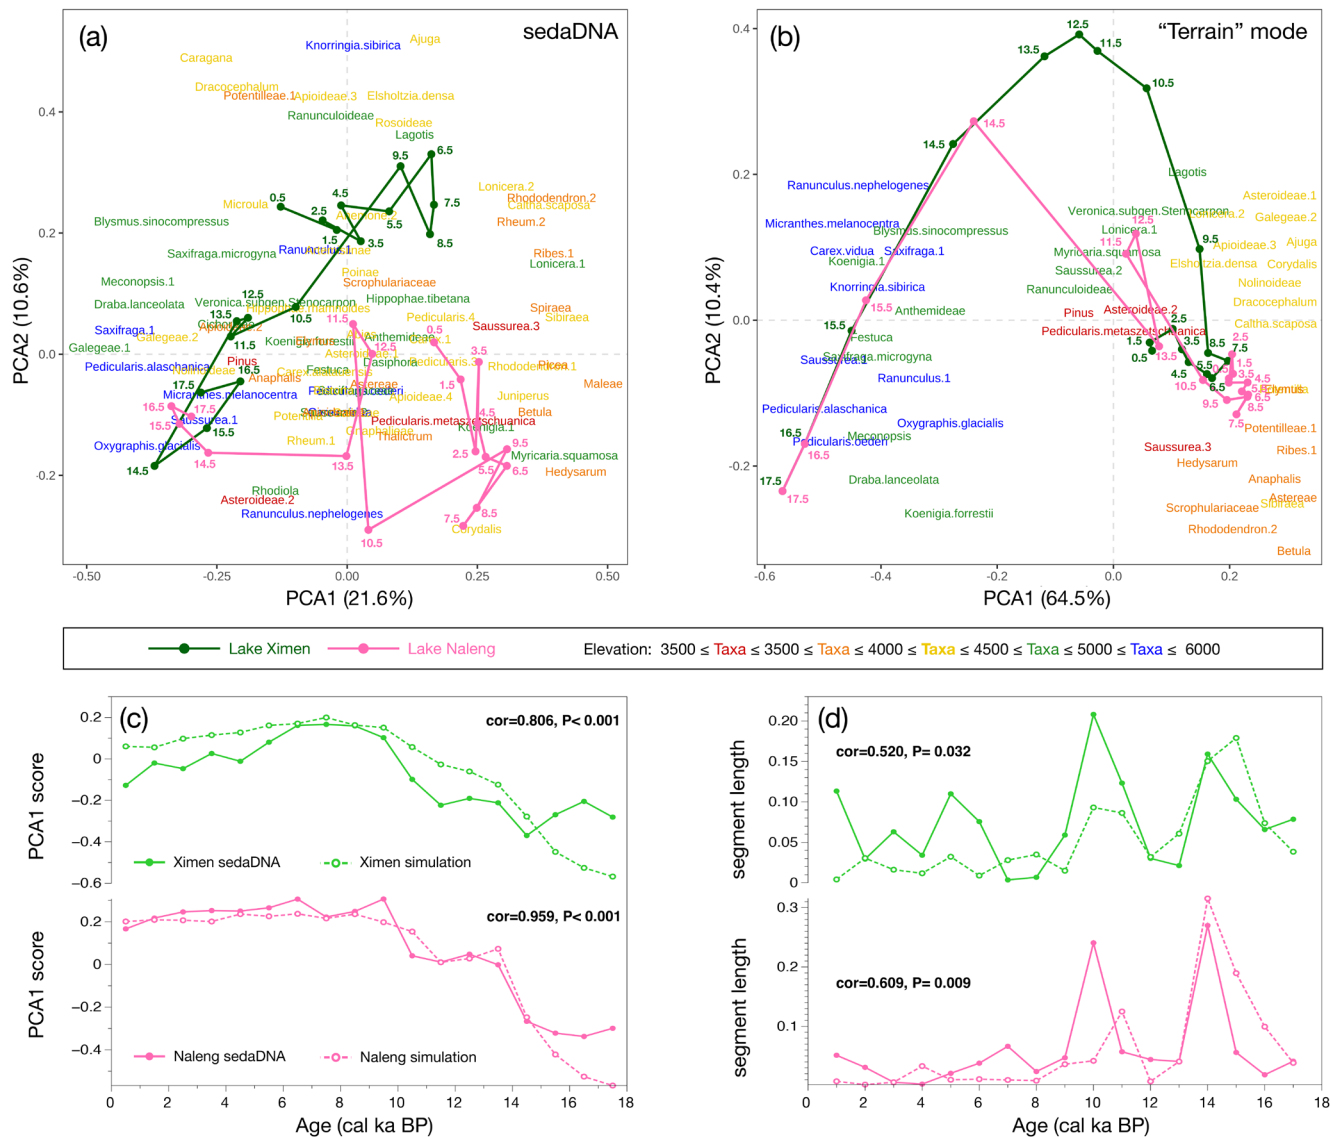 (a)
sedaDNA
Knorringia.sibirica
Ajuga
Caragana
Dracocephalum
Potentilleae.1
Apioideae.3
Elsholtzia.densa
Ranunculoideae
Rosoideae
Lagotis
9.5
6.5
Lonicera.2
Rhododendron.2
Caltha.scaposa
0.5
4.5
Microula
2.5
7.5
Blysmus.sinocompressus
Rheum.2
1.5
5.5
3.5
8.5
Saxifraga.microgyna
Ranunculus.1
Ribes.1
Lonicera.1
Roinae
Scrophulariaceae
Meconopsis.1
12.5
Veronica.subgen.Stenocarpon
Hippophae.tibetana
Draba.lanceolata
13.5
10.5
11.5
Pedicularis.4
Spiraea
Sibiraea
Saxifraga.1
Galegeae.2
11.5
Anthemideae
0.5
Saussurea.3
Galegeae.1
12.5
3.5
Pinus
Dasiphora
Pedicularis.3
Picea
Pedicularis.alaschanica
Festuca
16.5
Anaphalis
Astereae
1.5
Maleae
17.5
Micranthes.melanocentra
Apioideae.4
Juniperus
16.5
17.5
4.5
Betula
Saussurea.1
Pedicularis.metaszetschuanica
15.5
15.5
Koenigia.1
Thalictrum
Oxygraphis.glacialis
Rheum.1
9.5
14.5
14.5
13.5
2.5
5.5
6.5
Myricaria.squamosa
Hedysarum
Rhodiola
Asteroideae.2
Ranunculus.nephelogenes
7.5
8.5
Corydalis
10.5
0.4
0.2
0.0
-0.2
PCA2 (10.6%)
-0.50
-0.25
0.00
0.25
0.50
PCA1 (21.6%)
(b)
“Terrain” mode
12.5
13.5
11.5
10.5
14.5
14.5
Ranunculus.nephelogenes
Lagotis
Asteroideae.1
Veronica.subgen.Stenocarpon
Galegeae.2
Micranthes.melanocentra
Blysmus.sinocompressus
12.5
Lonicera.1
11.5
9.5
Apioideae.3
Ajuga
Carex.vidua
Saxifraga.1
Myricaria.squamosa
Koenigia.1
Saussurea.2
Elsholtzia.densa
Corydalis
Knorringia.sibirica
Ranunculoideae
Nolinoideae
15.5
Anthemideae
Pinus
Asteroideae.2
Dracocephalum
15.5
Pedicularis.metaszetschuanica
2.5
Caltha.scaposa
Festuca
1.5
3.5
8.5
7.5
2.5
0.5
13.5
Saxifraga.microgyna
Saussurea.1
4.5
5.5
1.5
Ranunculus.1
10.5
6.5
3.5
4.5
Pedicularis.alaschanica
9.5
6.5
8.5
Oxygraphis.glacialis
7.5
Potentilleae.1
16.5
Meconopsis
Pedicularis.oederi
16.5
Saussurea.3
Ribes.1
Hedysarum
17.5
Draba.lanceolata
Anaphalis
17.5
Astereae
Sibiraea
Koenigia.forrestii
Scrophulariaceae
Rhododendron.2
Betula
0.4
0.2
0.0
-0.2
PCA2 (10.4%)
-0.6
-0.4
-0.2
0.0
0.2
PCA1 (64.5%)
Lake Ximen
Lake Naleng
Elevation: 3500 ≤ Taxa ≤ 3500 ≤ Taxa ≤ 4000 ≤ Taxa ≤ 4500 ≤ Taxa ≤ 5000 ≤ Taxa ≤ 6000
(c)
cor=0.806, P< 0.001
0.2
0
−0.2
−0.4
−0.6
PCA1 score
Ximen sedaDNA
Ximen simulation
cor=0.959, P< 0.001
0.2
0
−0.2
−0.4
PCA1 score
Naleng sedaDNA
Naleng simulation
0 2 4 6 8 10 12 14 16 18
Age (cal ka BP)
(d)
cor=0.520, P= 0.032
0.20
0.15
0.10
0.05
0
segment length
cor=0.609, P= 0.009
0.3
0.2
0.1
segment length
0 2 4 6 8 10 12 14 16 18
Age (cal ka BP)